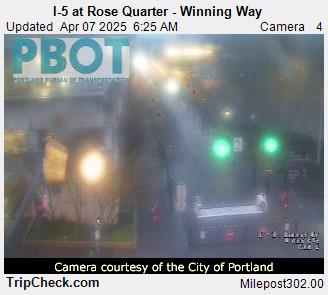 I-5 at Rose Quarter - Winning Way
Updated Apr 07 2025 6:25 AM Camera 4
PBOT
PORTLAND BUREAU OF TRANSPORTATION
Camera courtesy of the City of Portland
TripCheck.com Milepost302.00